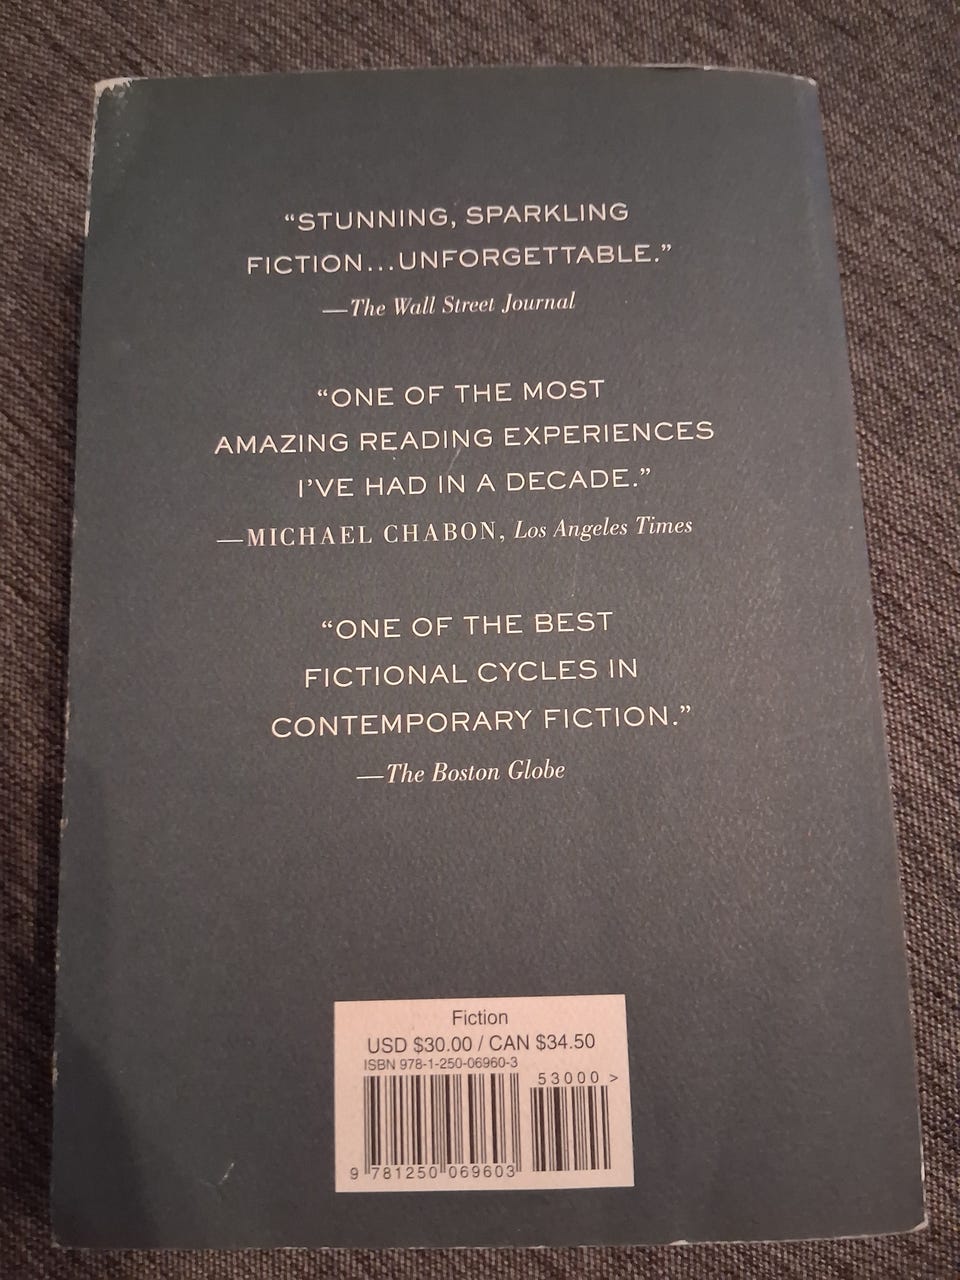 “STUNNING, SPARKLING
FICTION...UNFORGETTABLE.”
—The Wall Street Journal
“ONE OF THE MOST
AMAZING READING EXPERIENCES
I’VE HAD IN A DECADE.”
—MICHAEL CHABON, Los Angeles Times
“ONE OF THE BEST
FICTIONAL CYCLES IN
CONTEMPORARY FICTION.”
—The Boston Globe
Fiction
USD $30.00 / CAN $34.50
ISBN 978-1-250-06960-3
53000 >
9 781250 069603